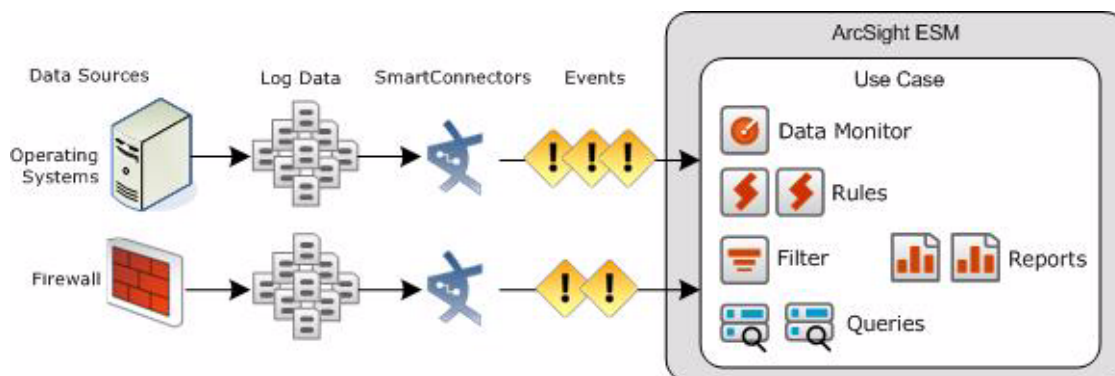 ArcSight ESM
Data Sources
Log Data
SmartConnectors
Events
Use Case
Operating
Systems
Data Monitor
Rules
Firewall
Filter
Reports
Queries